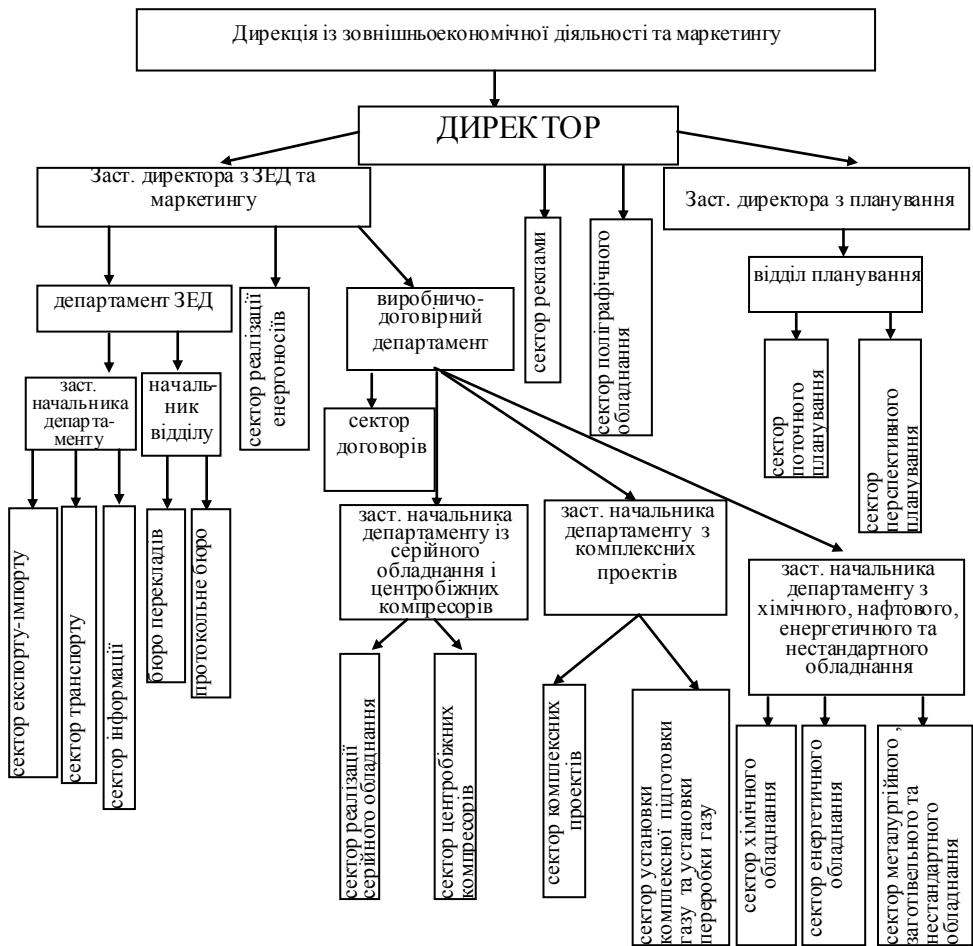 Дирекція із зовнішньоекономічної діяльності та маркетингу
ДИРЕКТОР
Заст. директора з ЗЕД та
маркетингу
Заст. директора з планування
сектор реклами
сектор поліграфічного
обладнання
департамент ЗЕД
сектор реалізації
енергоносіїв
виробничо-
договірний
департамент
відділ планування
заст.
начальника
департа-
менту
началь-
ник
відділу
сектор
договорів
сектор
поточного
планування
сектор
перспективного
планування
сектор експорту-імпорту
сектор транспорту
сектор інформації
бюро перекладів
протокольне бюро
заст. начальника
департаменту із
серійного
обладнання і
центробіжних
компресорів
заст. начальника
департаменту з
комплексних
проектів
заст. начальника
департаменту з
хімічного, нафтового,
енергетичного та
нестандартного
обладнання
сектор реалізації
серійного обладнання
сектор центробіжних
компресорів
сектор комплексних
проектів
сектор установки
комплексної підготовки
газу та установки
переробки газу
сектор хімічного
обладнання
сектор енергетичного
обладнання
сектор металургійного,
заготівельного та
нестандартного
обладнання